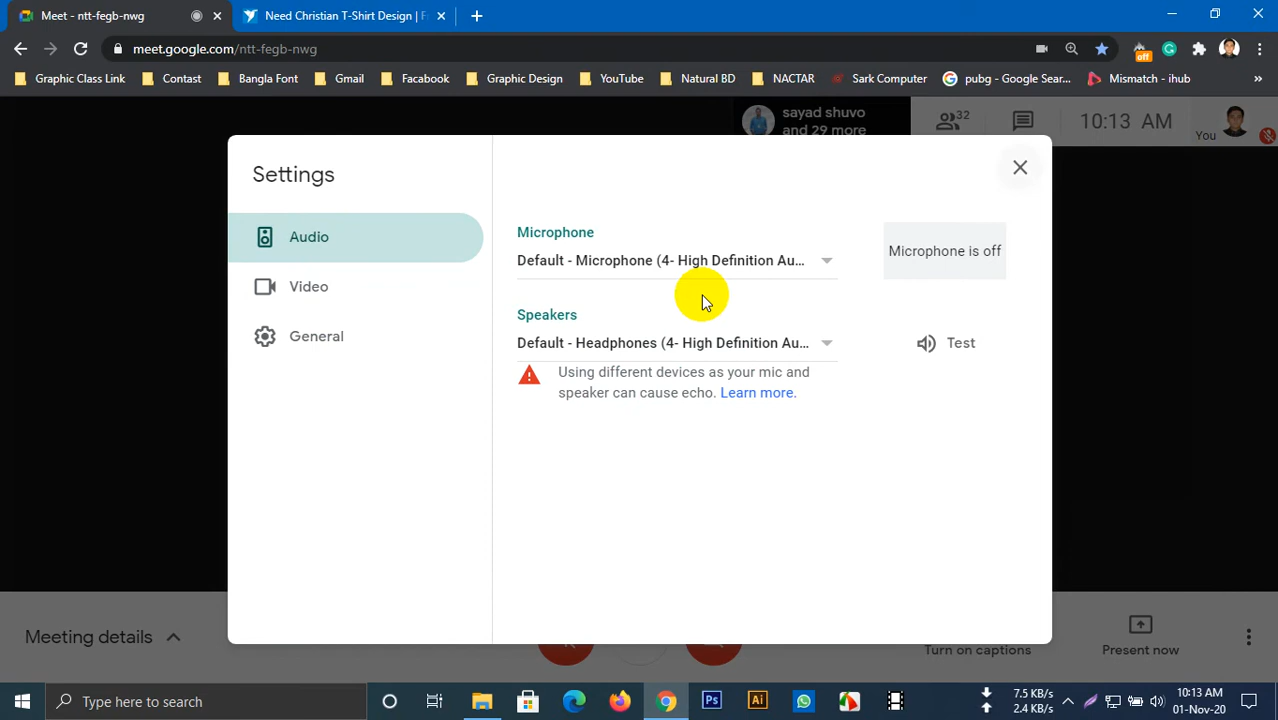 Meet - ntt-fegb-nwg
Need Christian T-Shirt Design | F
meet.google.com/ntt-fegb-nwg
off
Graphic Class Link
Contast
Bangla Font
Gmail
Facabook
Graphic Design
YouTube
Natural BD
NACTAR
Sark Computer
pubg - Google Sear...
Mismatch - ihub
»
sayad shuvo
and 29 more
32
10:13 AM
You
Settings
Audio
Video
General
Microphone
Default - Microphone (4- High Definition Au...
Microphone is off
Speakers
Default - Headphones (4- High Definition Au...
Test
Using different devices as your mic and
speaker can cause echo. Learn more.
Meeting details
Turn on captions
Present now
Type here to search
Ps
Ai
7.5 KB/s
2.4 KB/s
10:13 AM
01-Nov-20